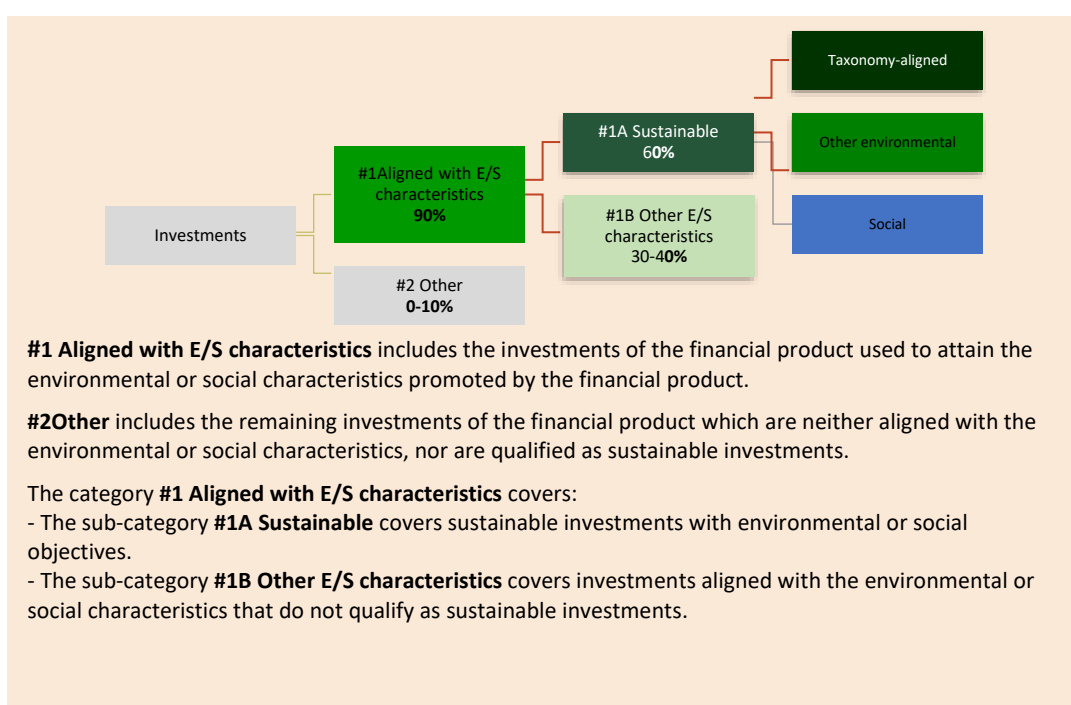 Taxonomy-aligned
#1A Sustainable
60%
Other environmental
#1Aligned with E/S
characteristics
90%
#1B Other E/S
characteristics
30-40%
Social
Investments
#2 Other
0-10%
#1 Aligned with E/S characteristics includes the investments of the financial product used to attain the
environmental or social characteristics promoted by the financial product.
#2Other includes the remaining investments of the financial product which are neither aligned with the
environmental or social characteristics, nor are qualified as sustainable investments.
The category #1 Aligned with E/S characteristics covers:
- The sub-category #1A Sustainable covers sustainable investments with environmental or social
objectives.
- The sub-category #1B Other E/S characteristics covers investments aligned with the environmental or
social characteristics that do not qualify as sustainable investments.